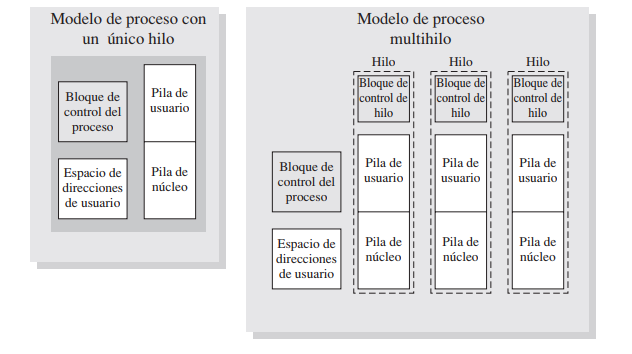 Modelo de proceso con
un único hilo
Bloque de
control del
proceso
Pila de
usuario
Espacio de
direcciones
de usuario
Pila de
núcleo
Modelo de proceso
multihilo
Hilo
Hilo
Hilo
Bloque de
control de
hilo
Bloque de
control de
hilo
Bloque de
control de
hilo
Bloque de
control del
proceso
Pila de
usuario
Pila de
usuario
Pila de
usuario
Espacio de
direcciones
de usuario
Pila de
núcleo
Pila de
núcleo
Pila de
núcleo